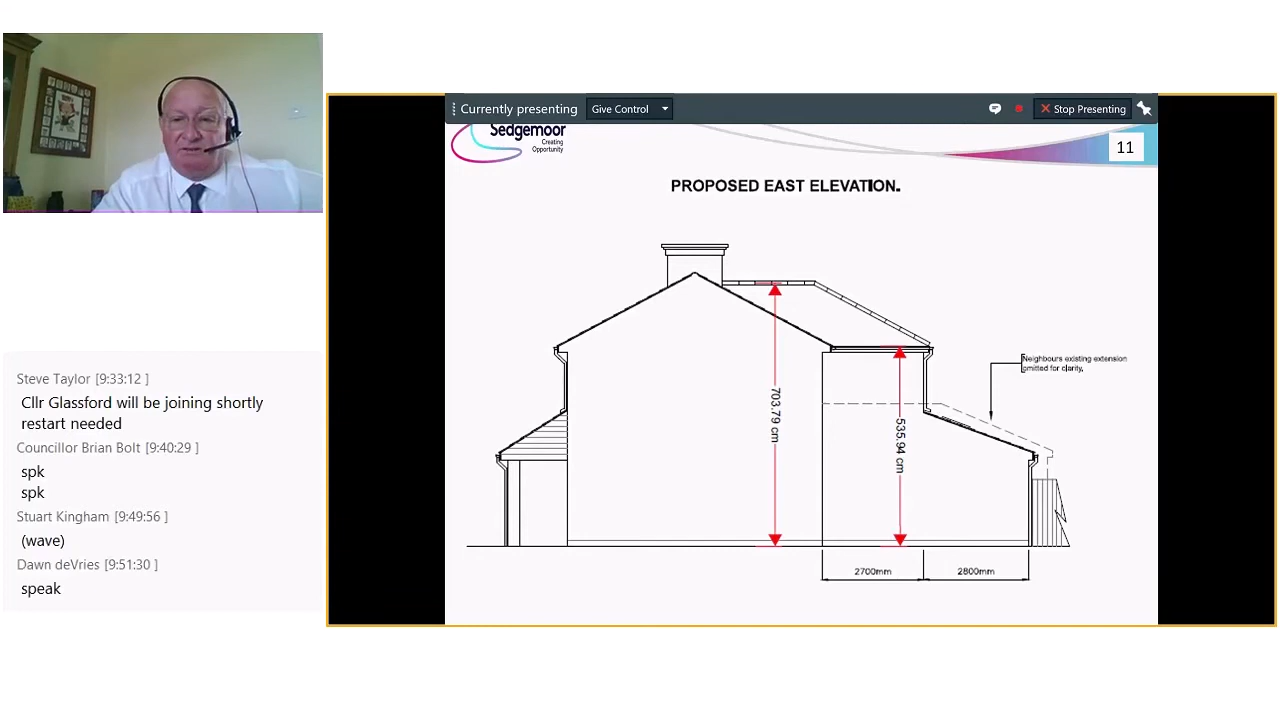 Currently presenting
Give Control
Stop Presenting
Sedgemoor
Creating
Opportunity
11
PROPOSED EAST ELEVATION.
Neighbours existing extension
omitted for clarity.
703.79 cm
535.94 cm
2700mm
2800mm
Steve Taylor [9:33:12 ]
Cllr Glassford will be joining shortly
restart needed
Councillor Brian Bolt [9:40:29 ]
spk
spk
Stuart Kingham [9:49:56 ]
(wave)
Dawn deVries [9:51:30 ]
speak